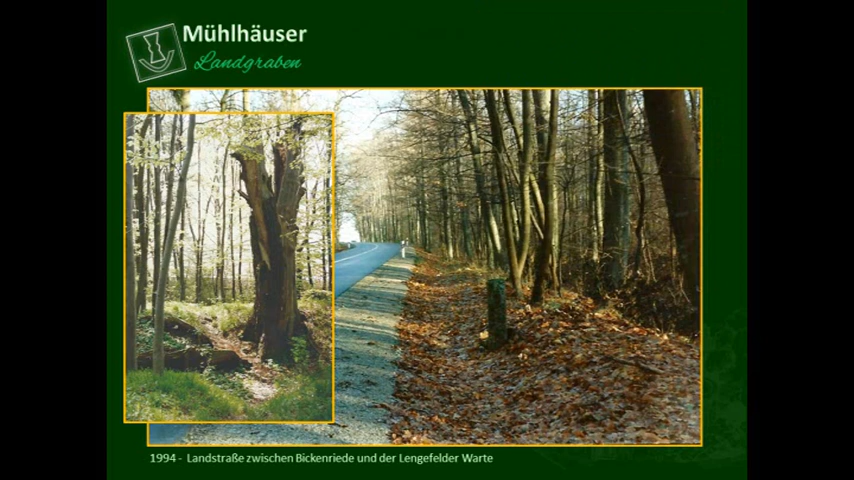 Mühlhäuser
Landgraben
1994 - Landstraße zwischen Bickenriede und der Lengefelder Warte